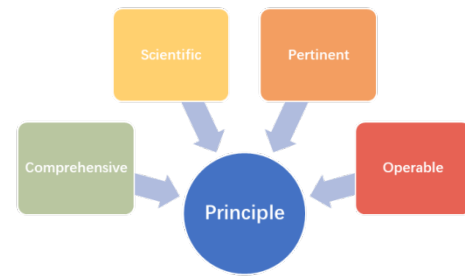 Scientific
Pertinent
Comprehensive
Operable
Principle